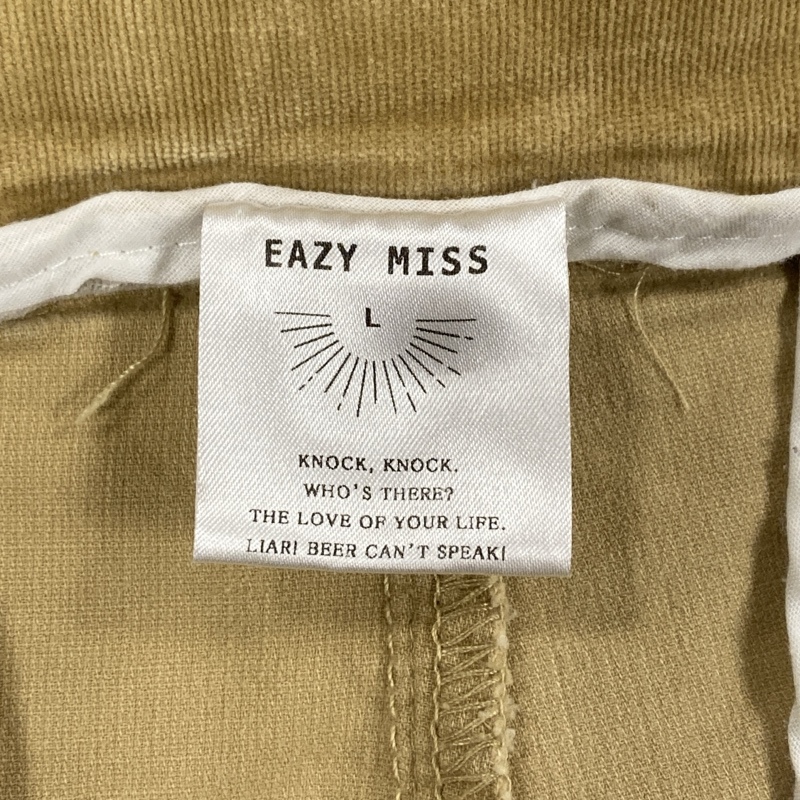 EAZY MISS
L
KNOCK, KNOCK.
WHO'S THERE?
THE LOVE OF YOUR LIFE.
LIAR! BEER CAN'T SPEAK!